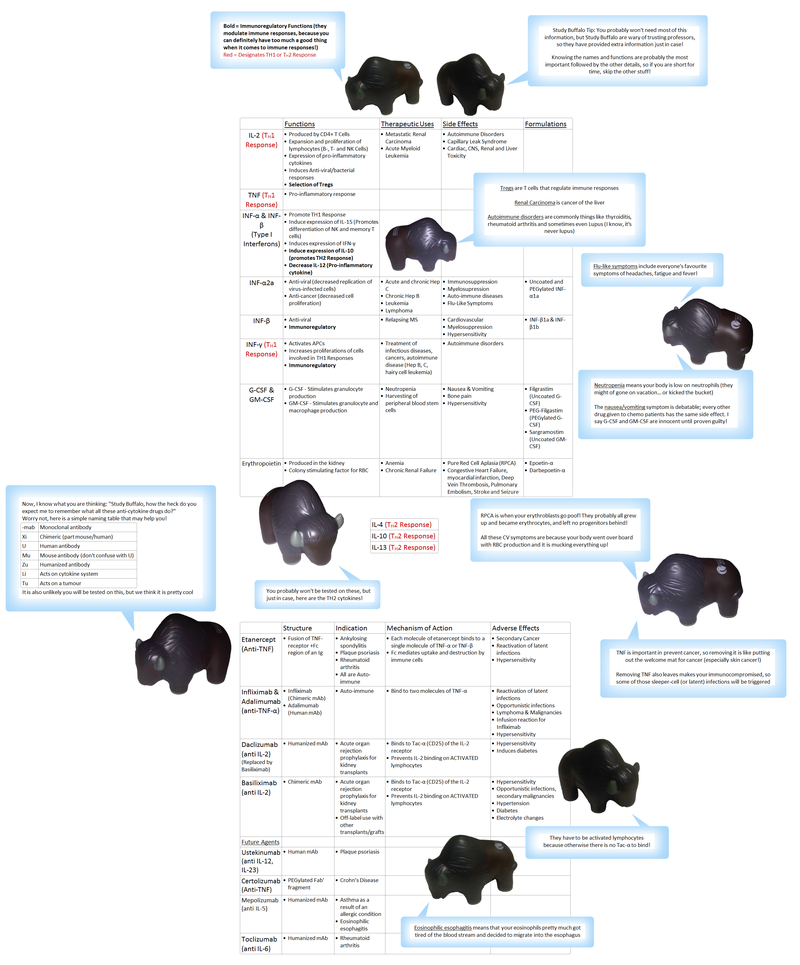 Bold = Immunoregulatory Functions (they
modulate immune responses, because you
can definitely have too much a good thing
when it comes to immune responses!)
Red = Designates TH1 or TH2 Response
Study Buffalo Tip: You probably won't need most of this
information, but Study Buffalo are wary of trusting professors,
so they have provided extra information just in case!
Knowing the names and functions are probably the most
important followed by the other details, so if you are short for
time, skip the other stuff!
Functions Therapeutic Uses Side Effects Formulations
IL-2 (TH1
Response)
• Produced by CD4+ T Cells
• Expansion and proliferation of
lymphocytes (B-, T- and NK Cells)
• Expression of pro-inflammatory
cytokines
• Induces Anti-viral/bacterial
responses
• Selection of Tregs
• Metastatic Renal
Carcinoma
• Acute Myeloid
Leukemia
• Autoimmune Disorders
• Capillary Leak Syndrome
• Cardiac, CNS, Renal and Liver
Toxicity
TNF (TH1
Response)
• Pro-inflammatory response
Tregs are T cells that regulate immune responses
Renal Carcinoma is cancer of the liver
Autoimmune disorders are commonly things like thyroiditis,
rheumatoid arthritis and sometimes even Lupus (I know, it's
never lupus)
INF-α & INF-
β
(Type I
Interferons)
• Promote TH1 Response
• Induce expression of IL-15 (Promotes
differentiation of NK and memory T
cells)
• Induces expression of IFN-γ
• Induce expression of IL-10
(promotes TH2 Response)
• Decrease IL-12 (Pro-inflammatory
cytokine)
Flu-like symptoms include everyone's favourite
symptoms of headaches, fatigue and fever!
INF-α2a
• Anti-viral (decreased replication of
virus-infected cells)
• Anti-cancer (decreased cell
proliferation)
• Acute and chronic Hep
C
• Chronic Hep B
• Leukemia
• Lymphoma
• Immunosuppression
• Myelosupression
• Auto-immune diseases
• Flu-Like Symptoms
• Uncoated and
PEGylated INF-
α1a
INF-β
• Anti-viral
• Immunoregulatory
• Relapsing MS
• Cardiovascular
• Myelosuppression
• Hypersensitivity
• INF-β1a & INF-
β1b
INF-γ (TH1
Response)
• Activates APCs
• Increases proliferations of cells
involved in TH1 Responses
• Immunoregulatory
• Treatment of
infectious diseases,
cancers, autoimmune
disease (Hep B, C,
hairy cell leukemia)
• Autoimmune disorders
Neutropenia means your body is low on neutrophils (they
might of gone on vacation... or kicked the bucket)
The nausea/vomiting symptom is debatable; every other
drug given to chemo patients has the same side effect. I
say G-CSF and GM-CSF are innocent until proven guilty!
G-CSF &
GM-CSF
• G-CSF - Stimulates granulocyte
production
• GM-CSF - Stimulates granulocyte and
macrophage production
• Neutropenia
• Harvesting of
peripheral blood stem
cells
• Nausea & Vomiting
• Bone pain
• Hypersensitivity
• Filgrastim
(Uncoated G-
CSF)
• PEG-Filgastim
(PEGylated G-
CSF)
• Sargramostim
(Uncoated GM-
CSF)
Erythropoietin
• Produced in the kidney
• Colony stimulating factor for RBC
• Anemia
• Chronic Renal Failure
• Pure Red Cell Aplasia (RPCA)
• Congestive Heart Failure,
myocardial infarction, Deep
Vein Thrombosis, Pulmonary
Embolism, Stroke and Seizure
• Epoetin-α
• Darbepoetin-α
Now, I know what you are thinking: "Study Buffalo, how the heck do you
expect me to remember what all these anti-cytokine drugs do?"
Worry not, here is a simple naming table that may help you!
-mab Monoclonal antibody
Xi Chimeric (part mouse/human)
U Human antibody
Mu Mouse antibody (don't confuse with U)
Zu Humanized antibody
Li Acts on cytokine system
Tu Acts on a tumour
It is also unlikely you will be tested on this, but we think it is pretty cool
IL-4 (TH2 Response)
IL-10 (TH2 Response)
IL-13 (TH2 Response)
RPCA is when your erythroblasts go poof! They probably all grew
up and became erythrocytes, and left no progenitors behind!
All these CV symptoms are because your body went over board
with RBC production and it is mucking everything up!
You probably won't be tested on these, but
just in case, here are the TH2 cytokines!
Structure Indication Mechanism of Action Adverse Effects
Etanercept
(Anti-TNF)
• Fusion of TNF-
receptor +Fc
region of an Ig
• Ankylosing
spondylitis
• Plaque psoriasis
• Rheumatoid
arthritis
• All are Auto-
immune
• Each molecule of etanercept binds to a
single molecule of TNF-α or TNF-β
• Fc mediates uptake and destruction by
immune cells
• Secondary Cancer
• Reactivation of latent
infections
• Hypersensitivity
TNF is important in prevent cancer, so removing it is like putting
out the welcome mat for cancer (especially skin cancer!)
Removing TNF also leaves makes your immunocompromised, so
some of those sleeper-cell (or latent) infections will be triggered
Infliximab &
Adalimumab
(anti-TNF-α)
• Infliximab
(Chimeric mAb)
• Adalimumab
(Human mAb)
• Auto-immune
• Bind to two molecules of TNF-α
• Reactivation of latent
infections
• Opportunistic infections
• Lymphoma & Malignancies
• Infusion reaction for
Infliximab
• Hypersensitivity
Daclizumab
(anti IL-2)
(Replaced by
Basiliximab)
• Humanized mAb
• Acute organ
rejection
prophylaxis for
kidney
transplants
• Binds to Tac-α (CD25) of the IL-2
receptor
• Prevents IL-2 binding on ACTIVATED
lymphocytes
• Hypersensitivity
• Induces diabetes
Basiliximab
(anti IL-2)
• Chimeric mAb
• Acute organ
rejection
prophylaxis for
kidney
transplants
• Off-label use with
other
transplants/grafts
• Binds to Tac-α (CD25) of the IL-2
receptor
• Prevents IL-2 binding on ACTIVATED
lymphocytes
• Hypersensitivity
• Opportunistic infections,
secondary malignancies
• Hypertension
• Diabetes
• Electrolyte changes
They have to be activated lymphocytes
because otherwise there is no Tac-α to bind!
Future Agents
Ustekinumab
(anti IL-12,
IL-23)
• Human mAb
• Plaque psoriasis
Certolizumab
(Anti-TNF)
• PEGylated Fab'
fragment
• Crohn's Disease
Mepolizumab
(anti IL-5)
• Humanized mAb
• Asthma as a
result of an
allergic condition
• Eosinophilic
esophagitis
Eosinophilic esophagitis means that your eosinophils pretty much got
tired of the blood stream and decided to migrate into the esophagus
Toclizumab
(anti IL-6)
• Humanized mAb
• Rheumatoid
arthritis